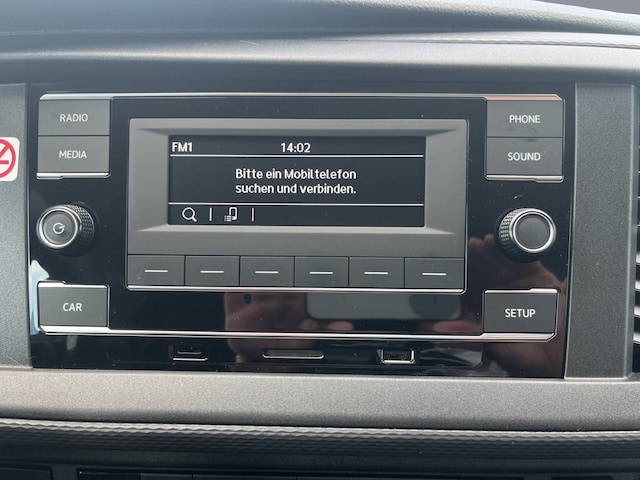 RADIO
MEDIA
PHONE
SOUND
FM1 14:02
Bitte ein Mobiltelefon
suchen und verbinden.
CAR
SETUP